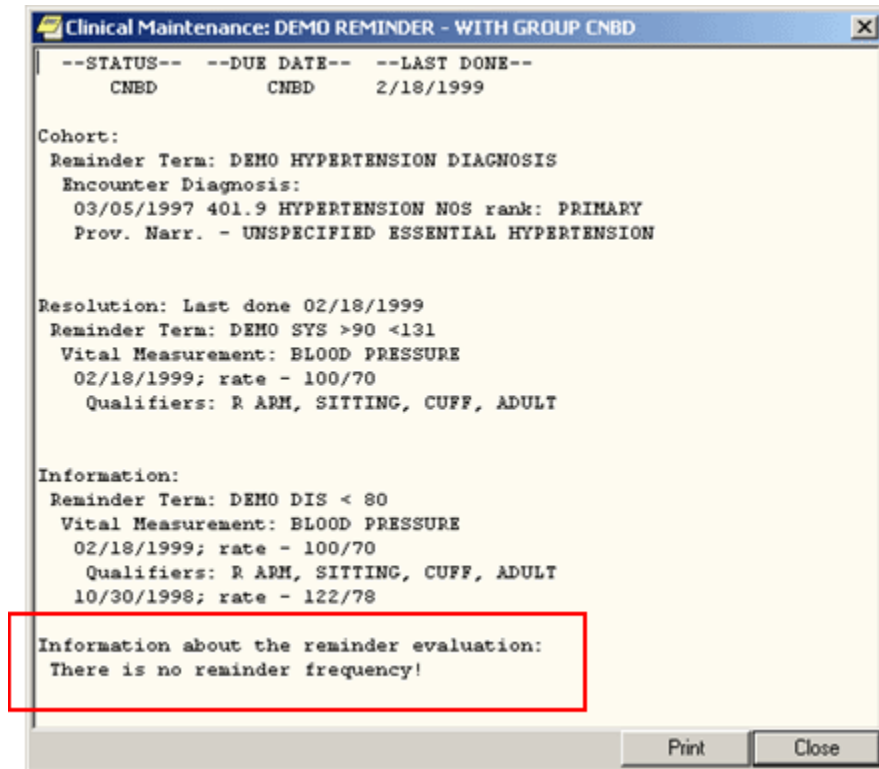 Clinical Maintenance: DEMO REMINDER - WITH GROUP CNBD
--STATUS-- --DUE DATE-- --LAST DONE--
CNBD CNBD 2/18/1999
Cohort:
Reminder Term: DEMO HYPERTENSION DIAGNOSIS
Encounter Diagnosis:
03/05/1997 401.9 HYPERTENSION NOS rank: PRIMARY
Prov. Narr. - UNSPECIFIED ESSENTIAL HYPERTENSION
Resolution: Last done 02/18/1999
Reminder Term: DEMO SYS >90 <131
Vital Measurement: BLOOD PRESSURE
02/18/1999; rate - 100/70
Qualifiers: R ARM, SITTING, CUFF, ADULT
Information:
Reminder Term: DEMO DIS < 80
Vital Measurement: BLOOD PRESSURE
02/18/1999; rate - 100/70
Qualifiers: R ARM, SITTING, CUFF, ADULT
10/30/1998; rate - 122/78
Information about the reminder evaluation:
There is no reminder frequency!
Print Close